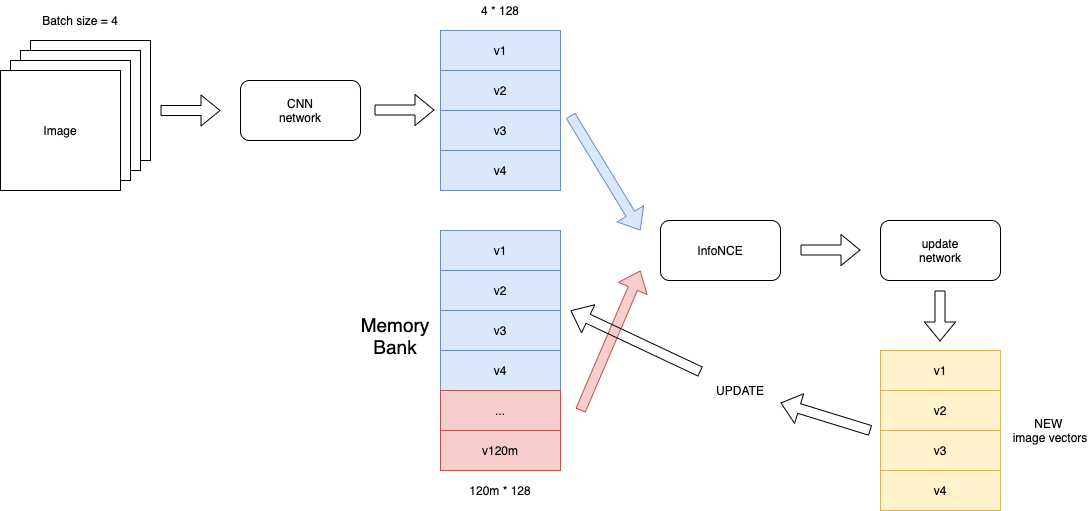 Batch size = 4
Image
CNN
network
4 * 128
v1
v2
v3
v4
Memory
Bank
v1
v2
v3
v4
...
v120m
120m * 128
InfoNCE
update
network
UPDATE
v1
v2
v3
v4
NEW
image vectors